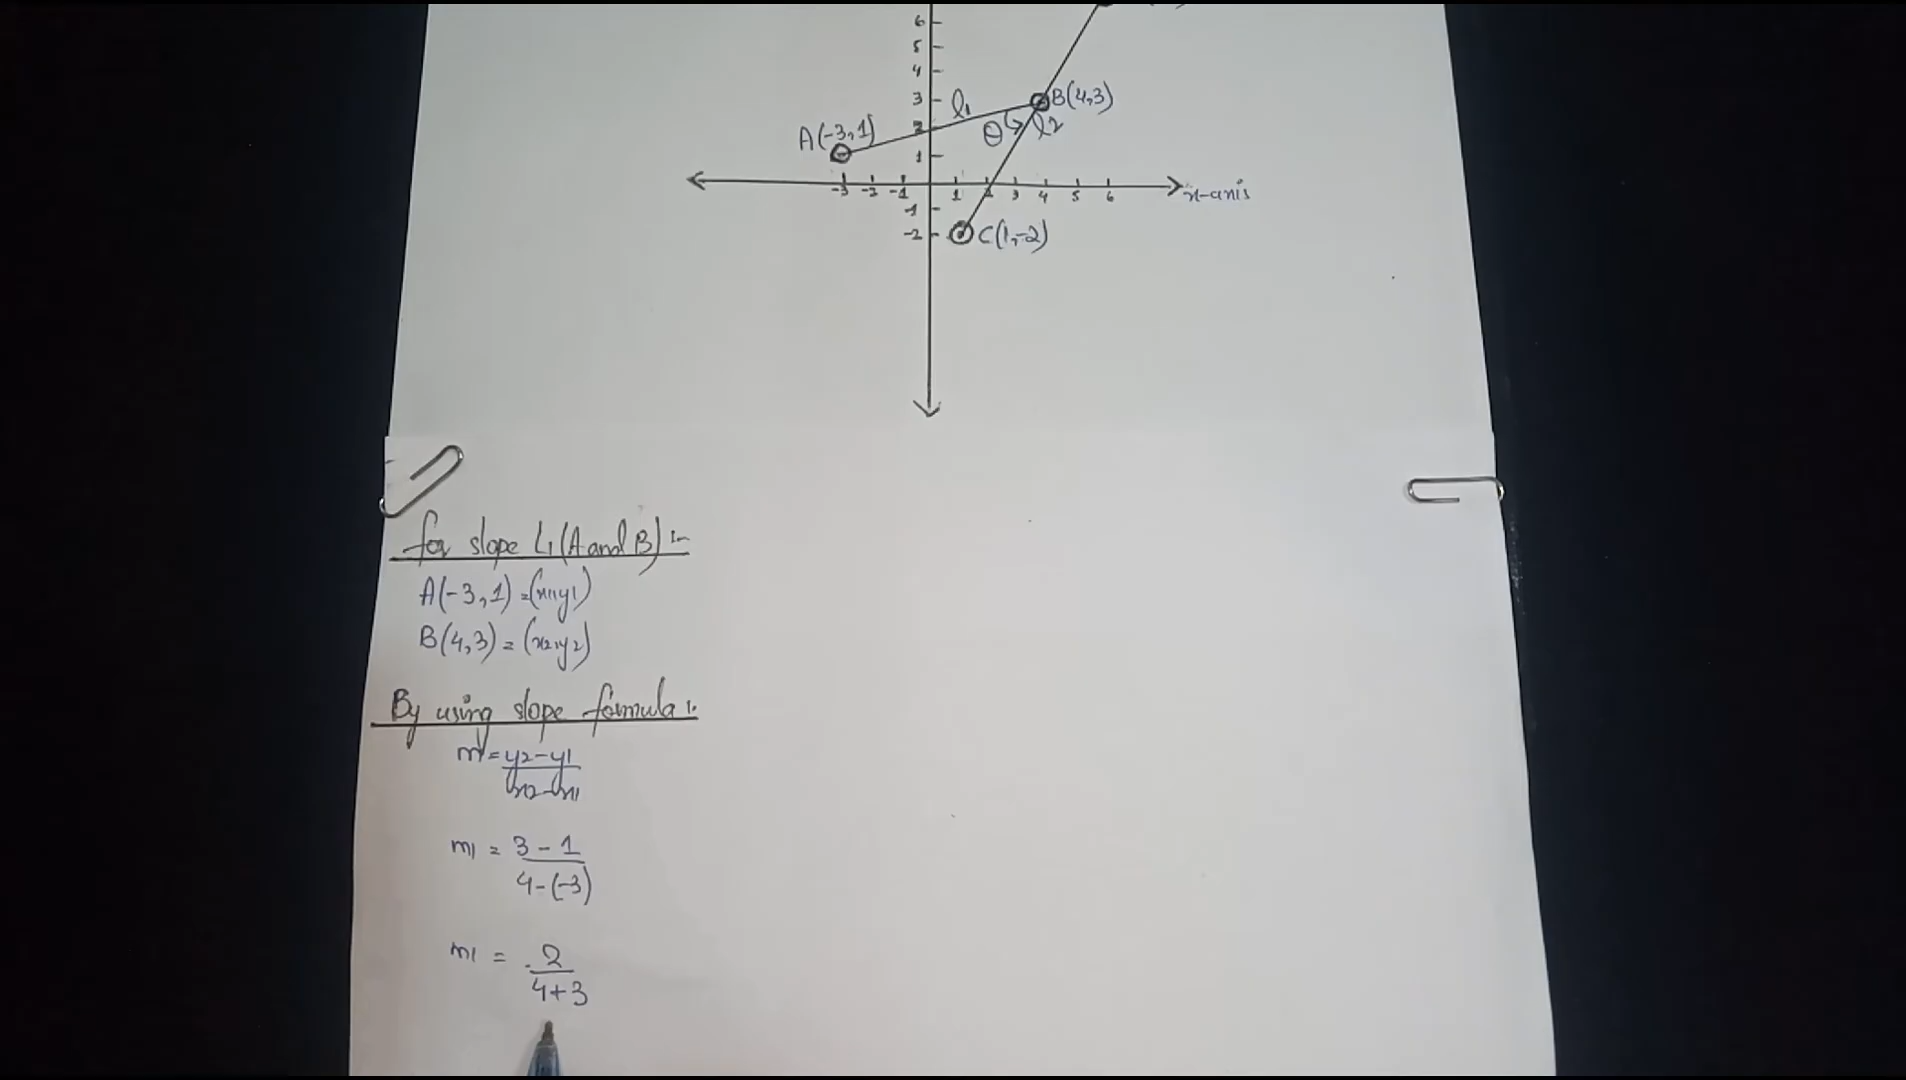 6
5
4
3
2
1
-3 -2 -1 1 2 3 4 5 6
-1
-2
A(-3,1)
l1
B(4,3)
θ
l2
x-axis
C(1,-2)
for slope L1 (A and B) :-
A(-3,1) = (x1,y1)
B(4,3) = (x2,y2)
By using slope formula :-
m = y2-y1
x2-x1
m1 = 3 - 1
4-(-3)
m1 = 2
4+3